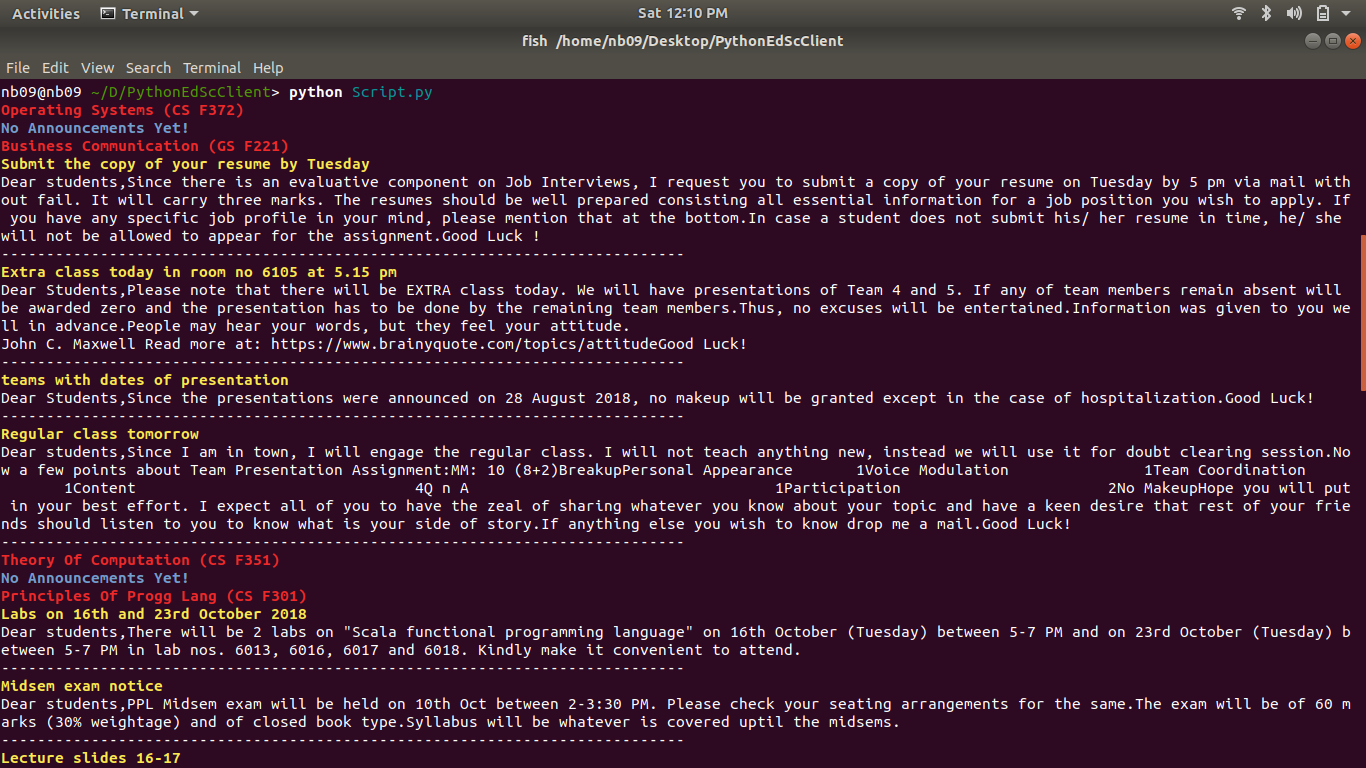 Activities Terminal Sat 12:10 PM
fish /home/nb09/Desktop/PythonEdScClient
File Edit View Search Terminal Help
nb09@nb09 ~/D/PythonEdScClient> python Script.py
Operating Systems (CS F372)
No Announcements Yet!
Business Communication (GS F221)
Submit the copy of your resume by Tuesday
Dear students,Since there is an evaluative component on Job Interviews, I request you to submit a copy of your resume on Tuesday by 5 pm via mail with
out fail. It will carry three marks. The resumes should be well prepared consisting all essential information for a job position you wish to apply. If
 you have any specific job profile in your mind, please mention that at the bottom.In case a student does not submit his/ her resume in time, he/ she
will not be allowed to appear for the assignment.Good Luck !
----------------------------------------------------------------------------
Extra class today in room no 6105 at 5.15 pm
Dear Students,Please note that there will be EXTRA class today. We will have presentations of Team 4 and 5. If any of team members remain absent will
be awarded zero and the presentation has to be done by the remaining team members.Thus, no excuses will be entertained.Information was given to you we
ll in advance.People may hear your words, but they feel your attitude.
John C. Maxwell Read more at: https://www.brainyquote.com/topics/attitudeGood Luck!
----------------------------------------------------------------------------
teams with dates of presentation
Dear Students,Since the presentations were announced on 28 August 2018, no makeup will be granted except in the case of hospitalization.Good Luck!
----------------------------------------------------------------------------
Regular class tomorrow
Dear students,Since I am in town, I will engage the regular class. I will not teach anything new, instead we will use it for doubt clearing session.No
w a few points about Team Presentation Assignment:MM: 10 (8+2)BreakupPersonal Appearance 1Voice Modulation 1Team Coordination
1Content 4Q n A 1Participation 2No MakeupHope you will put
 in your best effort. I expect all of you to have the zeal of sharing whatever you know about your topic and have a keen desire that rest of your frie
nds should listen to you to know what is your side of story.If anything else you wish to know drop me a mail.Good Luck!
----------------------------------------------------------------------------
Theory Of Computation (CS F351)
No Announcements Yet!
Principles Of Progg Lang (CS F301)
Labs on 16th and 23rd October 2018
Dear students,There will be 2 labs on "Scala functional programming language" on 16th October (Tuesday) between 5-7 PM and on 23rd October (Tuesday) b
etween 5-7 PM in lab nos. 6013, 6016, 6017 and 6018. Kindly make it convenient to attend.
----------------------------------------------------------------------------
Midsem exam notice
Dear students,PPL Midsem exam will be held on 10th Oct between 2-3:30 PM. Please check your seating arrangements for the same.The exam will be of 60 m
arks (30% weightage) and of closed book type.Syllabus will be whatever is covered uptil the midsems.
----------------------------------------------------------------------------
Lecture slides 16-17